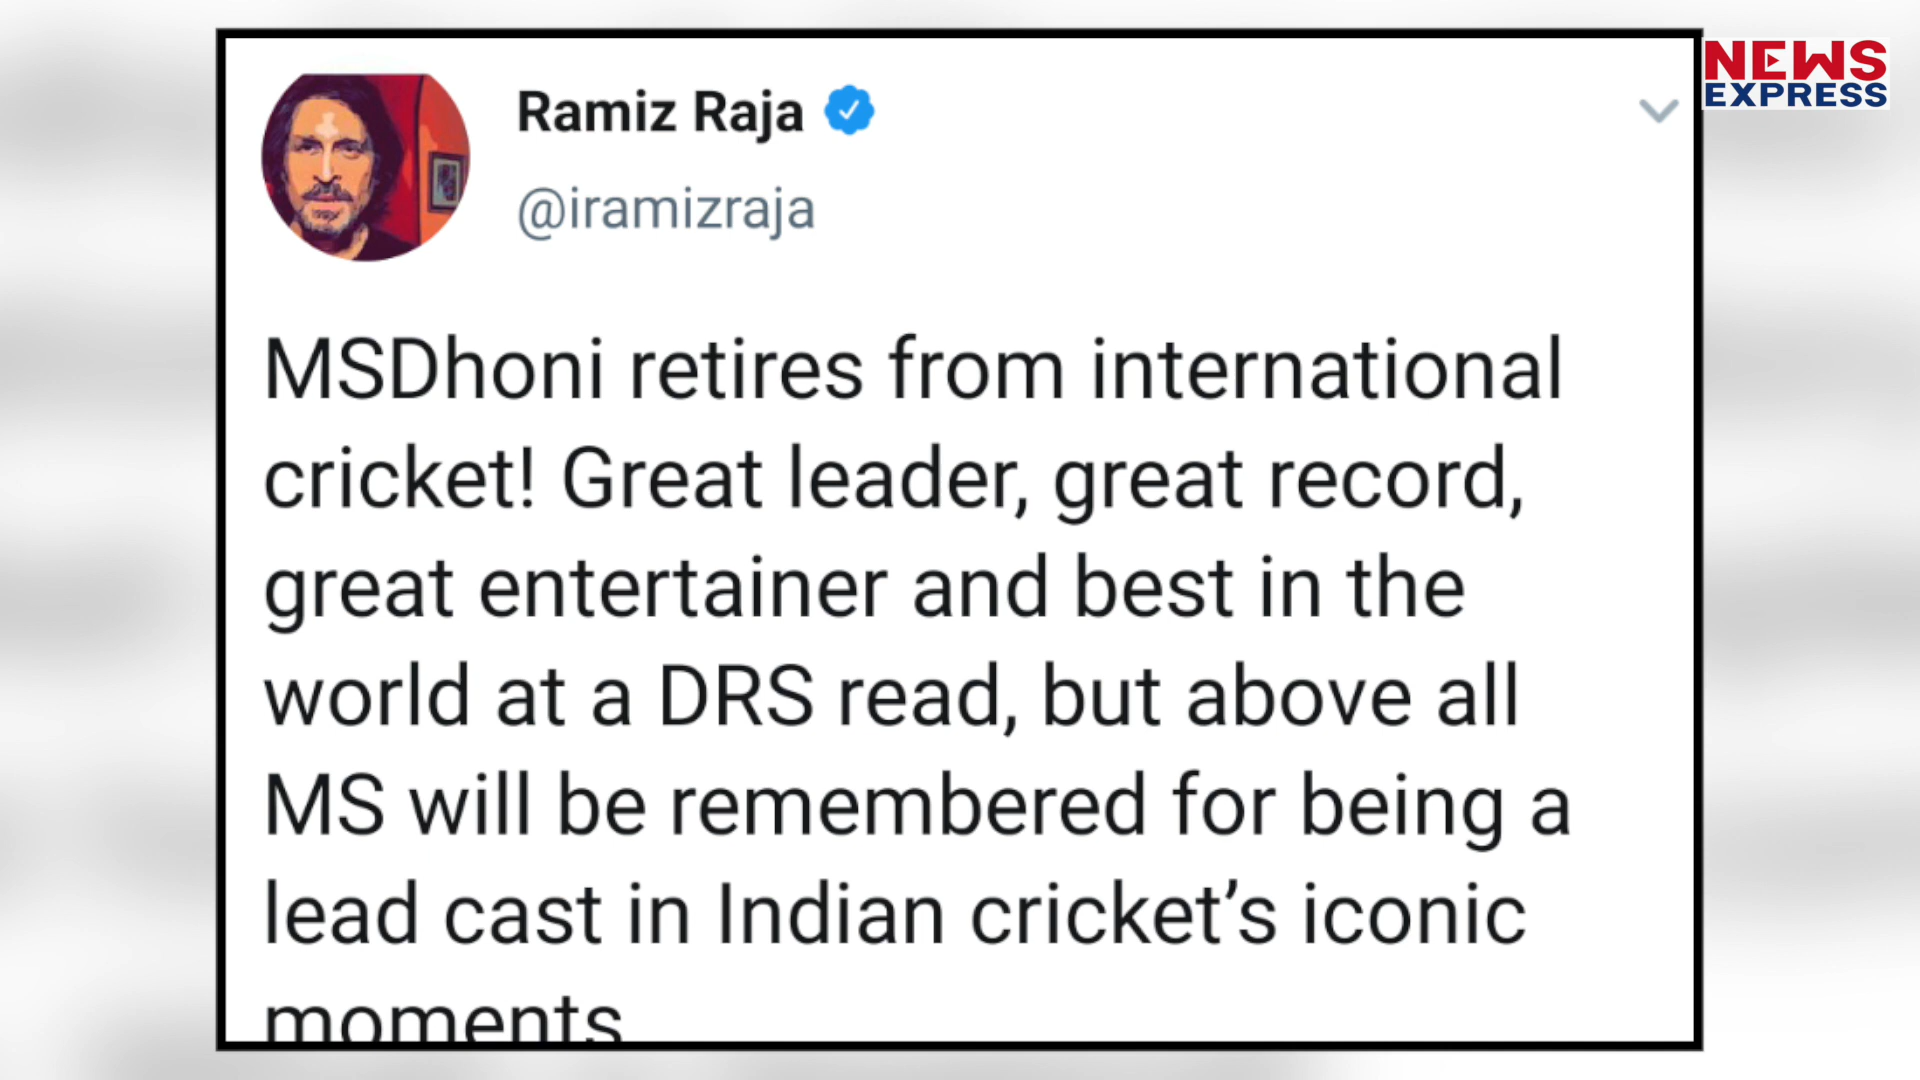 NEWS
EXPRESS
Ramiz Raja
@iramizraja
MSDhoni retires from international
cricket! Great leader, great record,
great entertainer and best in the
world at a DRS read, but above all
MS will be remembered for being a
lead cast in Indian cricket’s iconic
moments